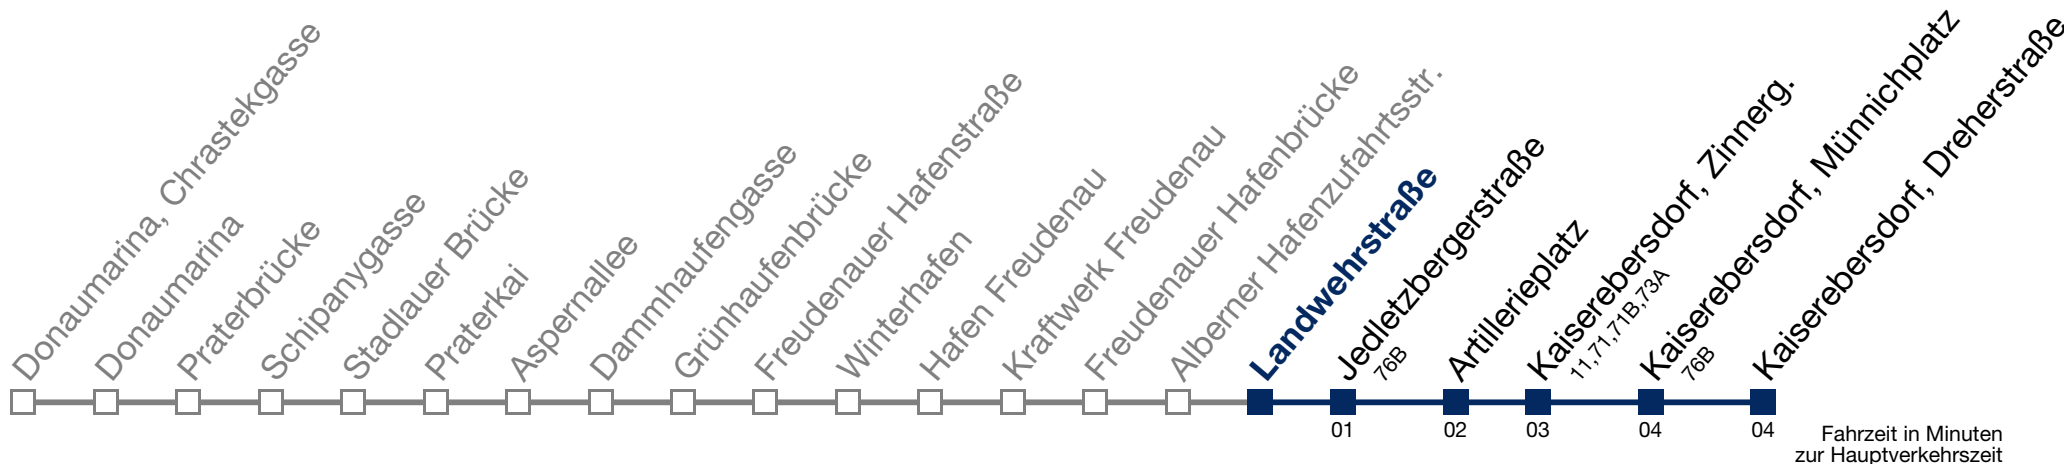 Donaumarina, Chrastekgasse
Donaumarina
Praterbrücke
Schipanygasse
Stadlauer Brücke
Praterkai
Aspernallee
Dammhaufengasse
Grünhaufenbrücke
Freudenauer Hafenstraße
Winterhafen
Hafen Freudenau
Kraftwerk Freudenau
Freudenauer Hafenbrücke
Alberner Hafenzufahrtsstr.
Landwehrstraße
Jedletzbergerstraße
76B
Artillerieplatz
Kaiserebersdorf, Zinnerg.
11,71,71B,73A
Kaiserebersdorf, Münnichplatz
76B
Kaiserebersdorf, Dreherstraße
01 02 03 04 04
Fahrzeit in Minuten
zur Hauptverkehrszeit